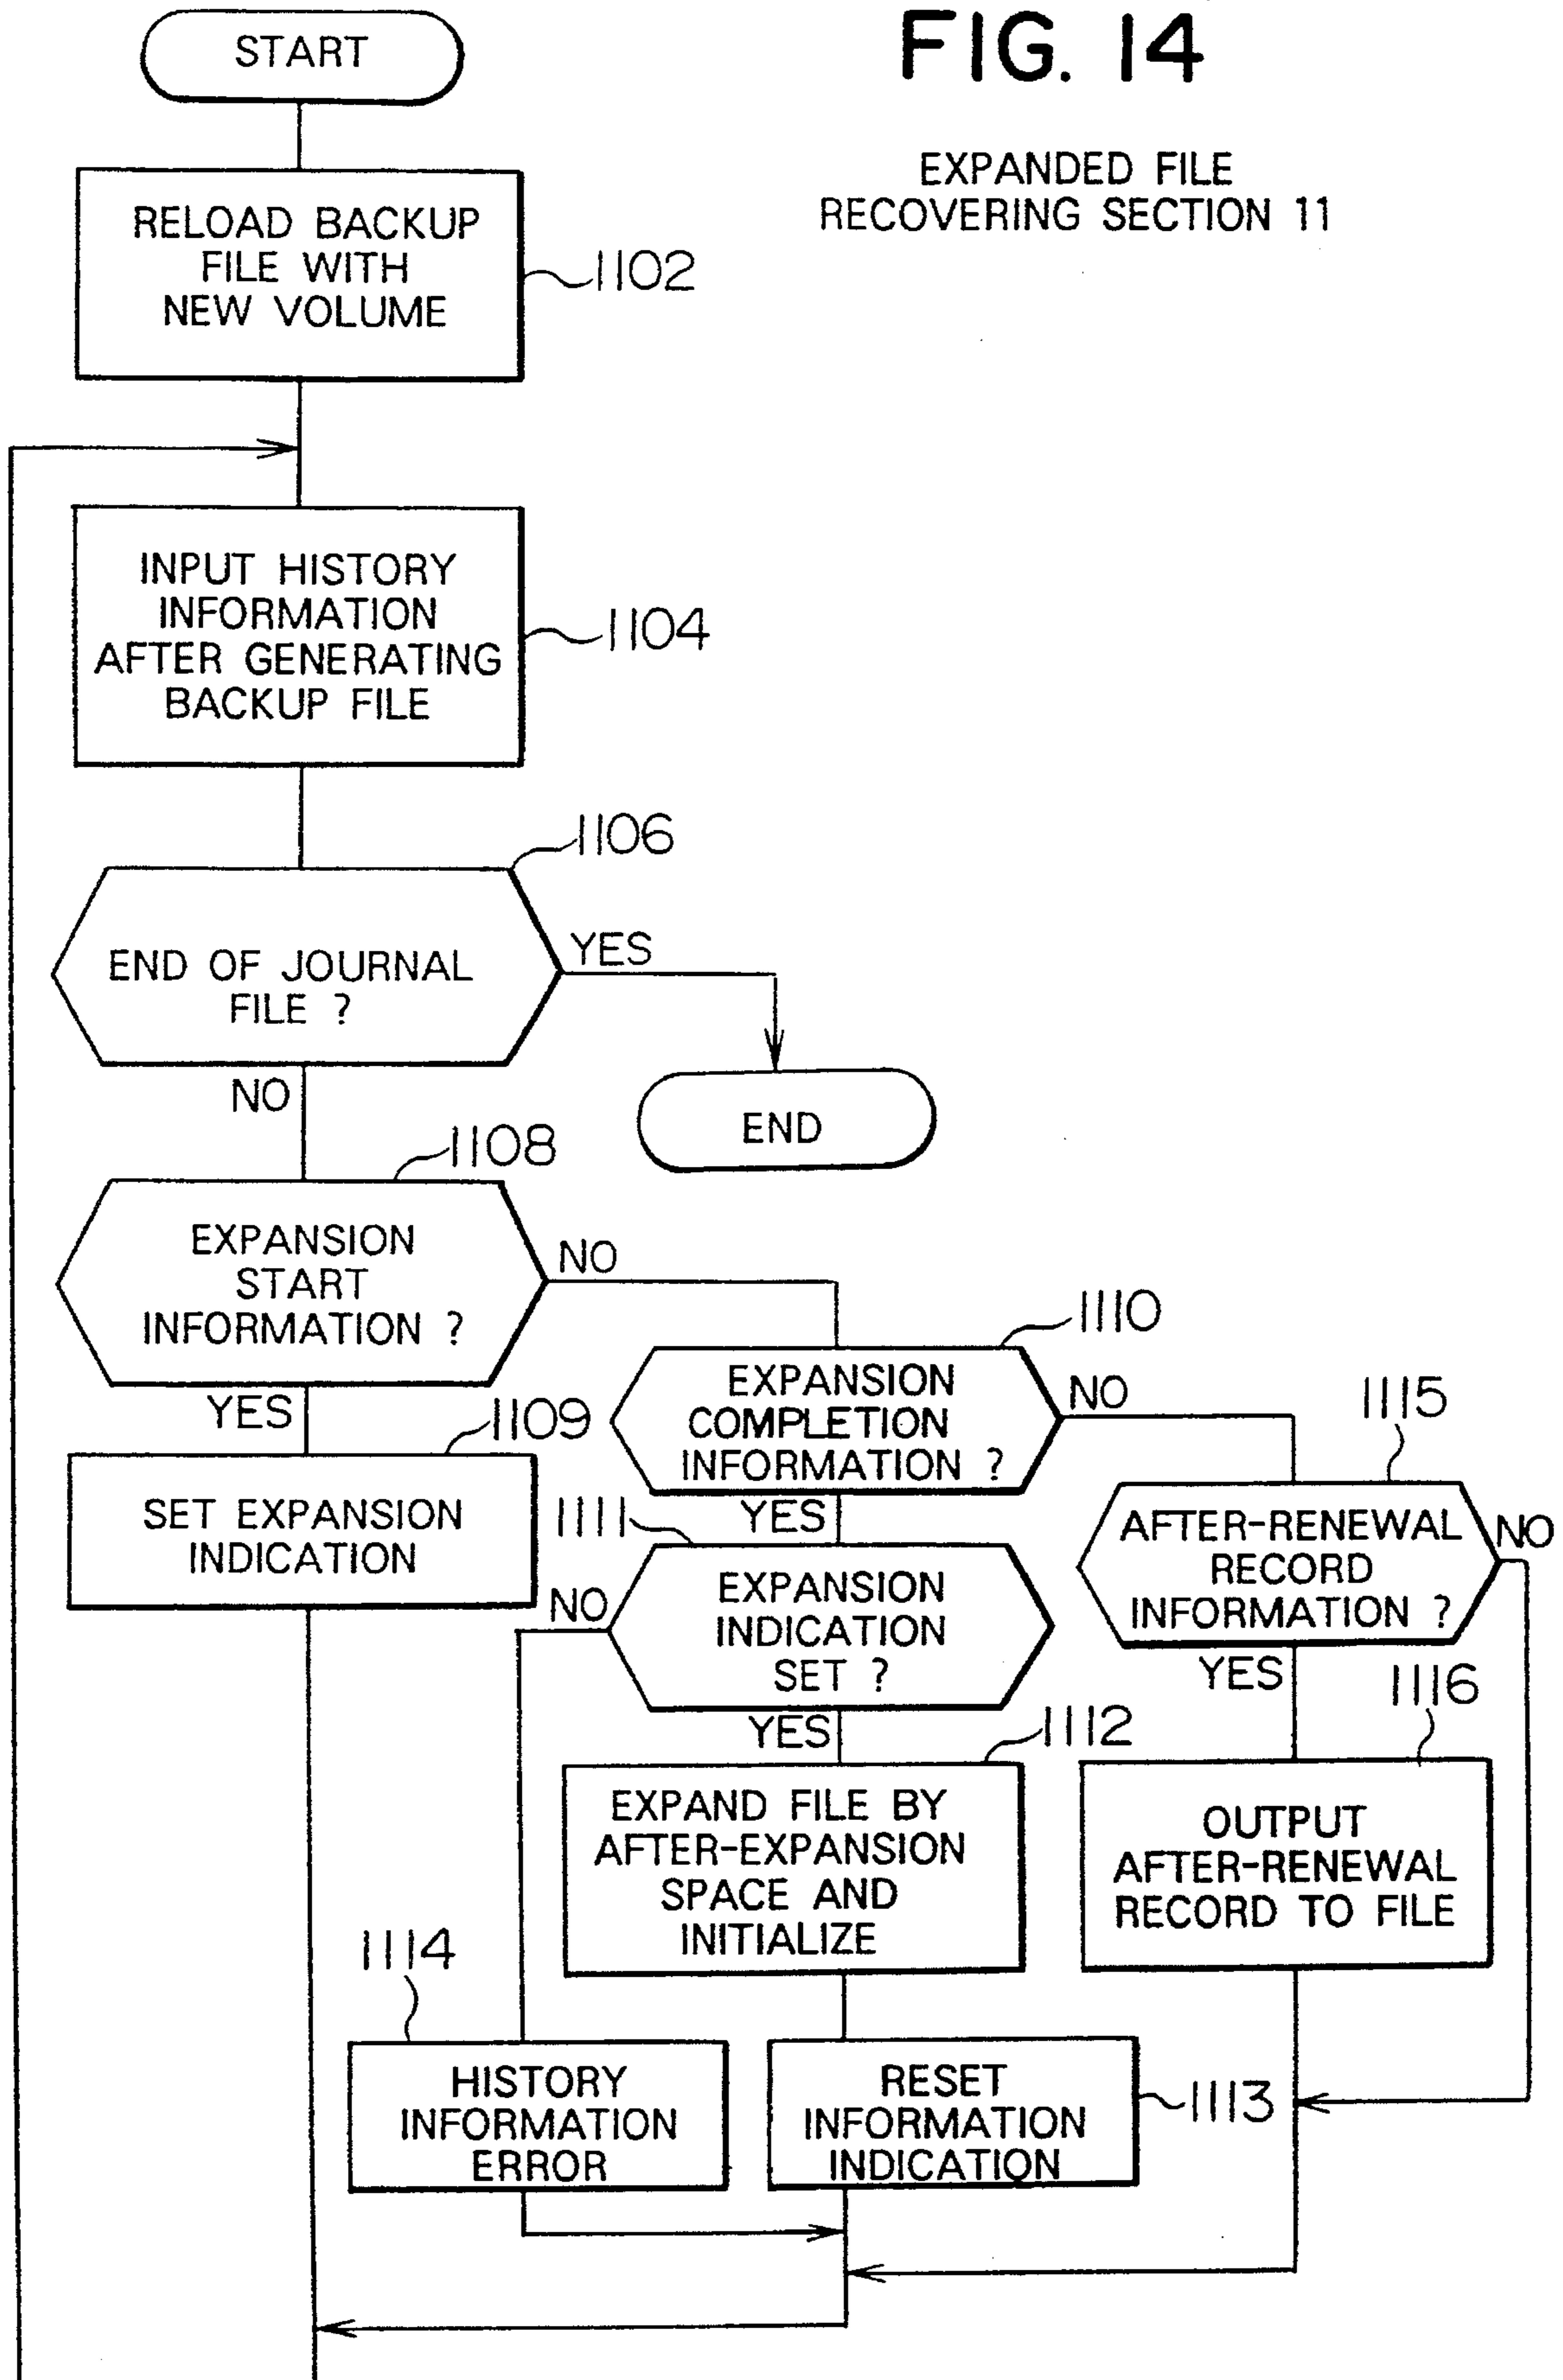 FIG. 14
EXPANDED FILE
RECOVERING SECTION 11
START
RELOAD BACKUP
FILE WITH
NEW VOLUME
1102
INPUT HISTORY
INFORMATION
AFTER GENERATING
BACKUP FILE
1104
1106
END OF JOURNAL
FILE ?
YES
NO
END
1108
EXPANSION
START
INFORMATION ?
NO
YES
1109
SET EXPANSION
INDICATION
1110
EXPANSION
COMPLETION
INFORMATION ?
NO
YES
1111
EXPANSION
INDICATION
SET ?
NO
YES
1115
AFTER-RENEWAL
RECORD
INFORMATION ?
NO
YES
1112
EXPAND FILE BY
AFTER-EXPANSION
SPACE AND
INITIALIZE
1116
OUTPUT
AFTER-RENEWAL
RECORD TO FILE
1114
HISTORY
INFORMATION
ERROR
RESET
INFORMATION
INDICATION
1113